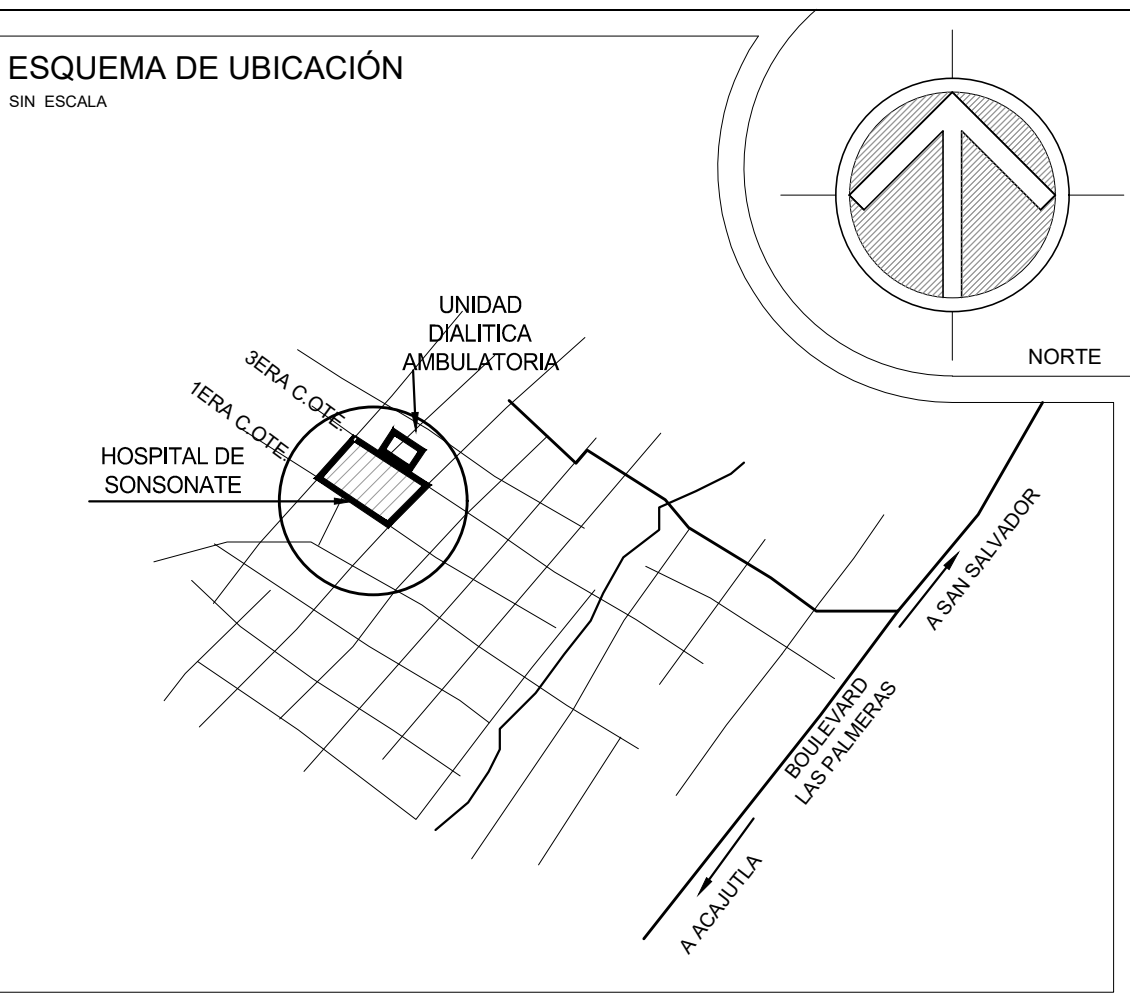 ESQUEMA DE UBICACIÓN
SIN ESCALA
NORTE
UNIDAD
DIALITICA
AMBULATORIA
3ERA C.OTE.
1ERA C.OTE.
HOSPITAL DE
SONSONATE
A SAN SALVADOR
BOULEVARD
LAS PALMERAS
A ACAJUTLA